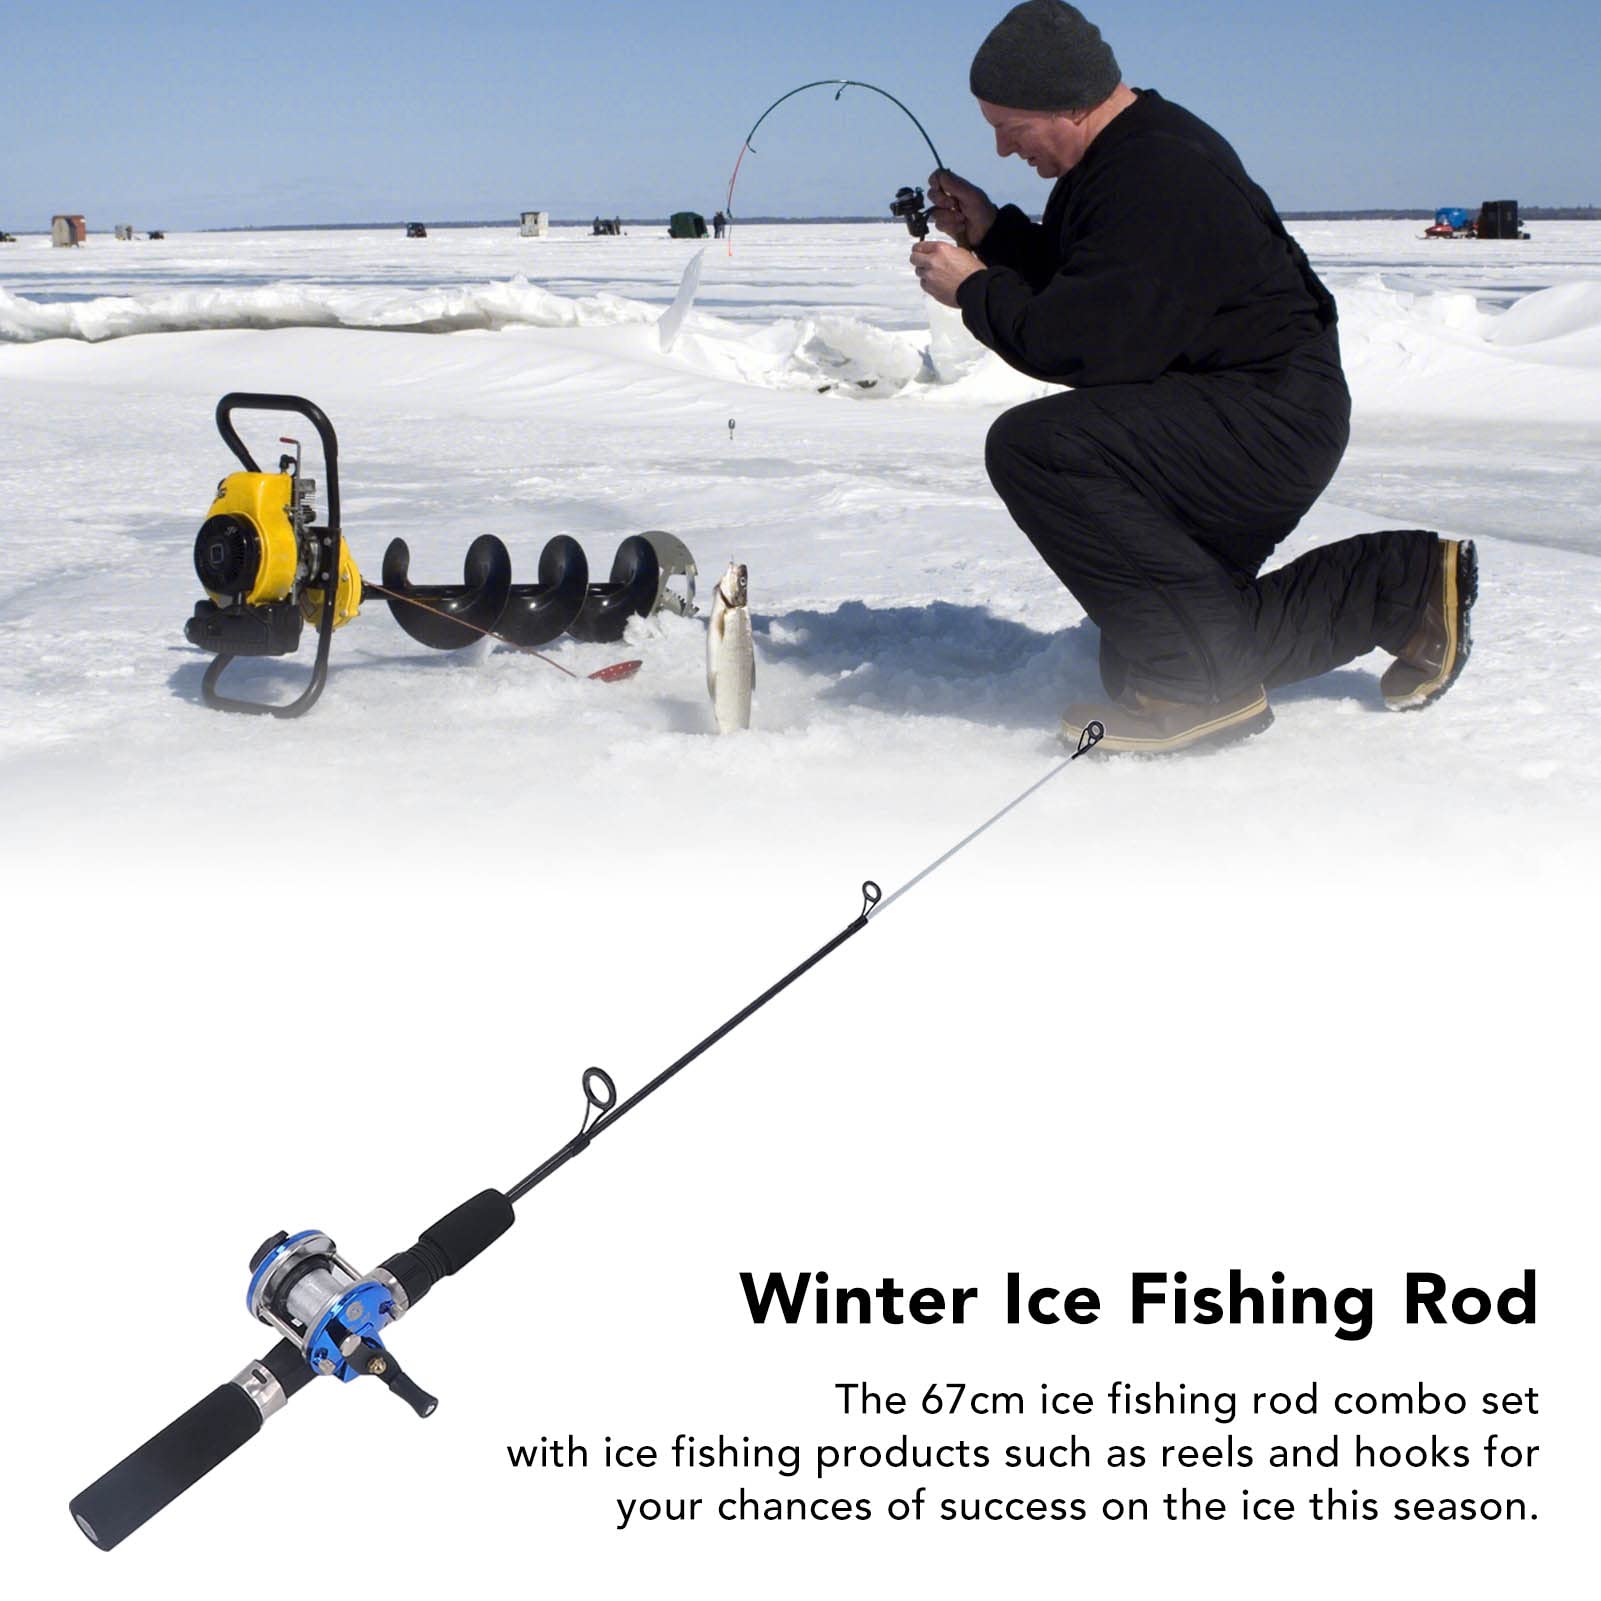 Winter Ice Fishing Rod
The 67cm ice fishing rod combo set
with ice fishing products such as reels and hooks for
your chances of success on the ice this season.